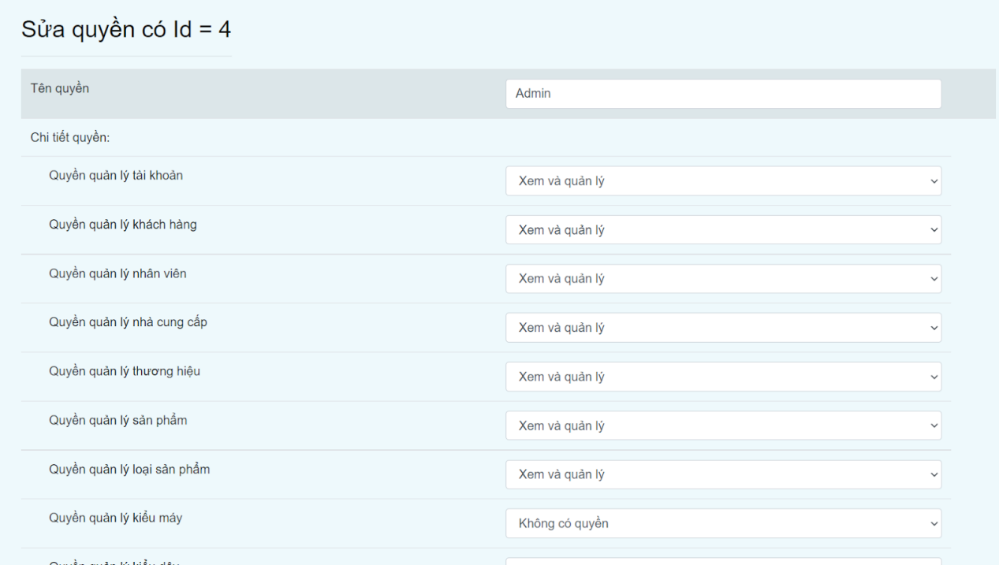 Sửa quyền có Id = 4
Tên quyền
Admin
Chi tiết quyền:
Quyền quản lý tài khoản
Xem và quản lý
Quyền quản lý khách hàng
Xem và quản lý
Quyền quản lý nhân viên
Xem và quản lý
Quyền quản lý nhà cung cấp
Xem và quản lý
Quyền quản lý thương hiệu
Xem và quản lý
Quyền quản lý sản phẩm
Xem và quản lý
Quyền quản lý loại sản phẩm
Xem và quản lý
Quyền quản lý kiểu máy
Không có quyền